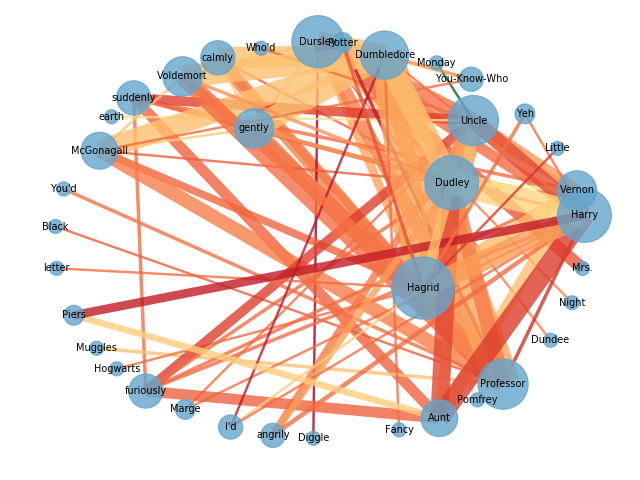 Dursley
Potter
Who'd
Dumbledore
calmly
Monday
Voldemort
You-Know-Who
suddenly
earth
Yeh
Uncle
gently
McGonagall
Little
Dudley
You'd
Vernon
Harry
Black
letter
Mrs.
Hagrid
Night
Piers
Dundee
Muggles
Hogwarts
Professor
furiously
Pomfrey
Marge
Aunt
I'd
Fancy
angrily
Diggle